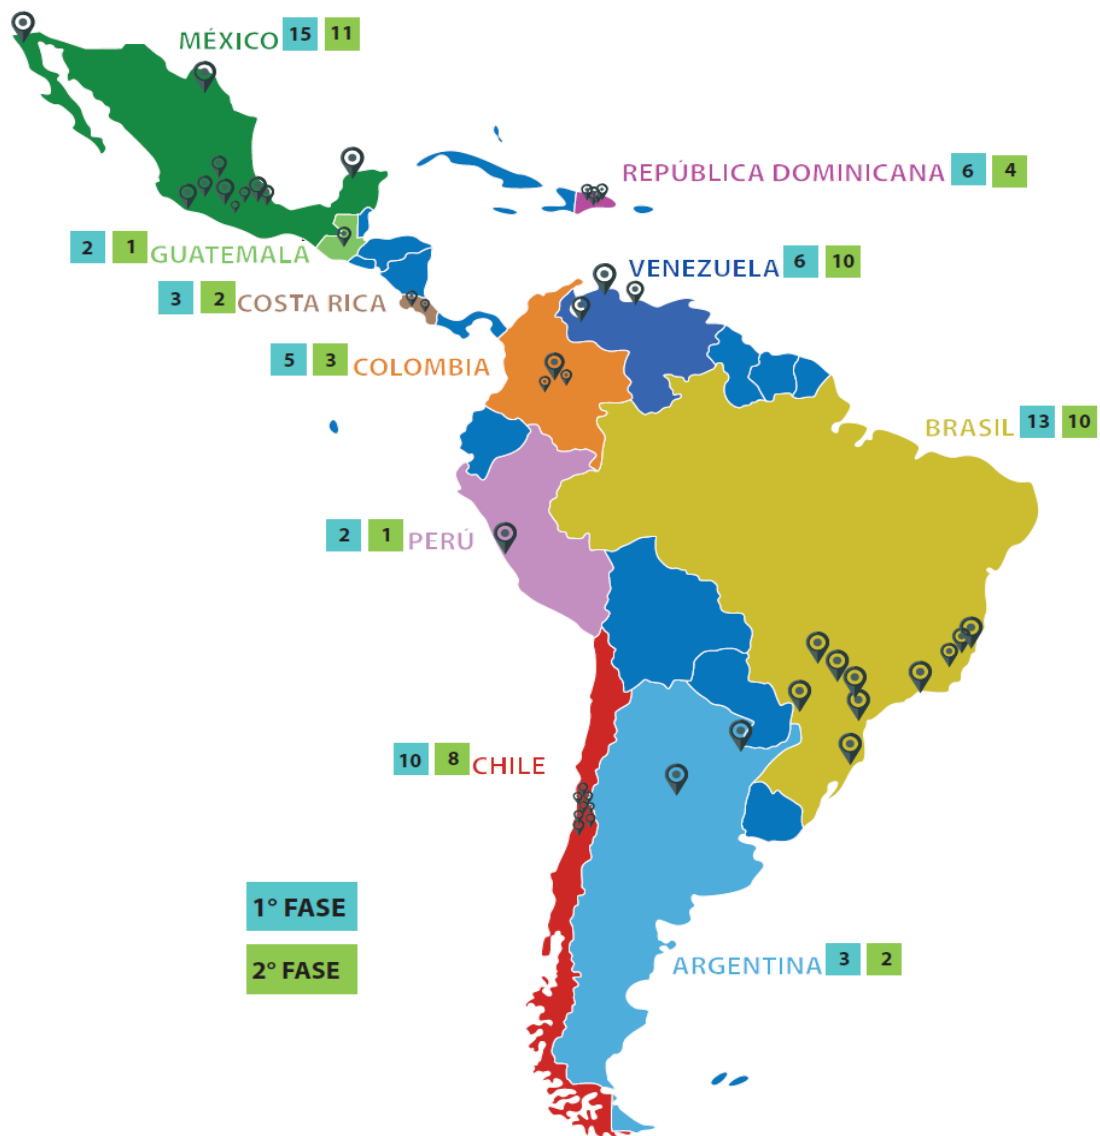 MÉXICO 15 11
REPÚBLICA DOMINICANA 6 4
2 1 GUATEMALA
VENEZUELA 6 10
3 2 COSTA RICA
5 3 COLOMBIA
BRASIL 13 10
2 1 PERÚ
10 8 CHILE
1° FASE
2° FASE
ARGENTINA 3 2